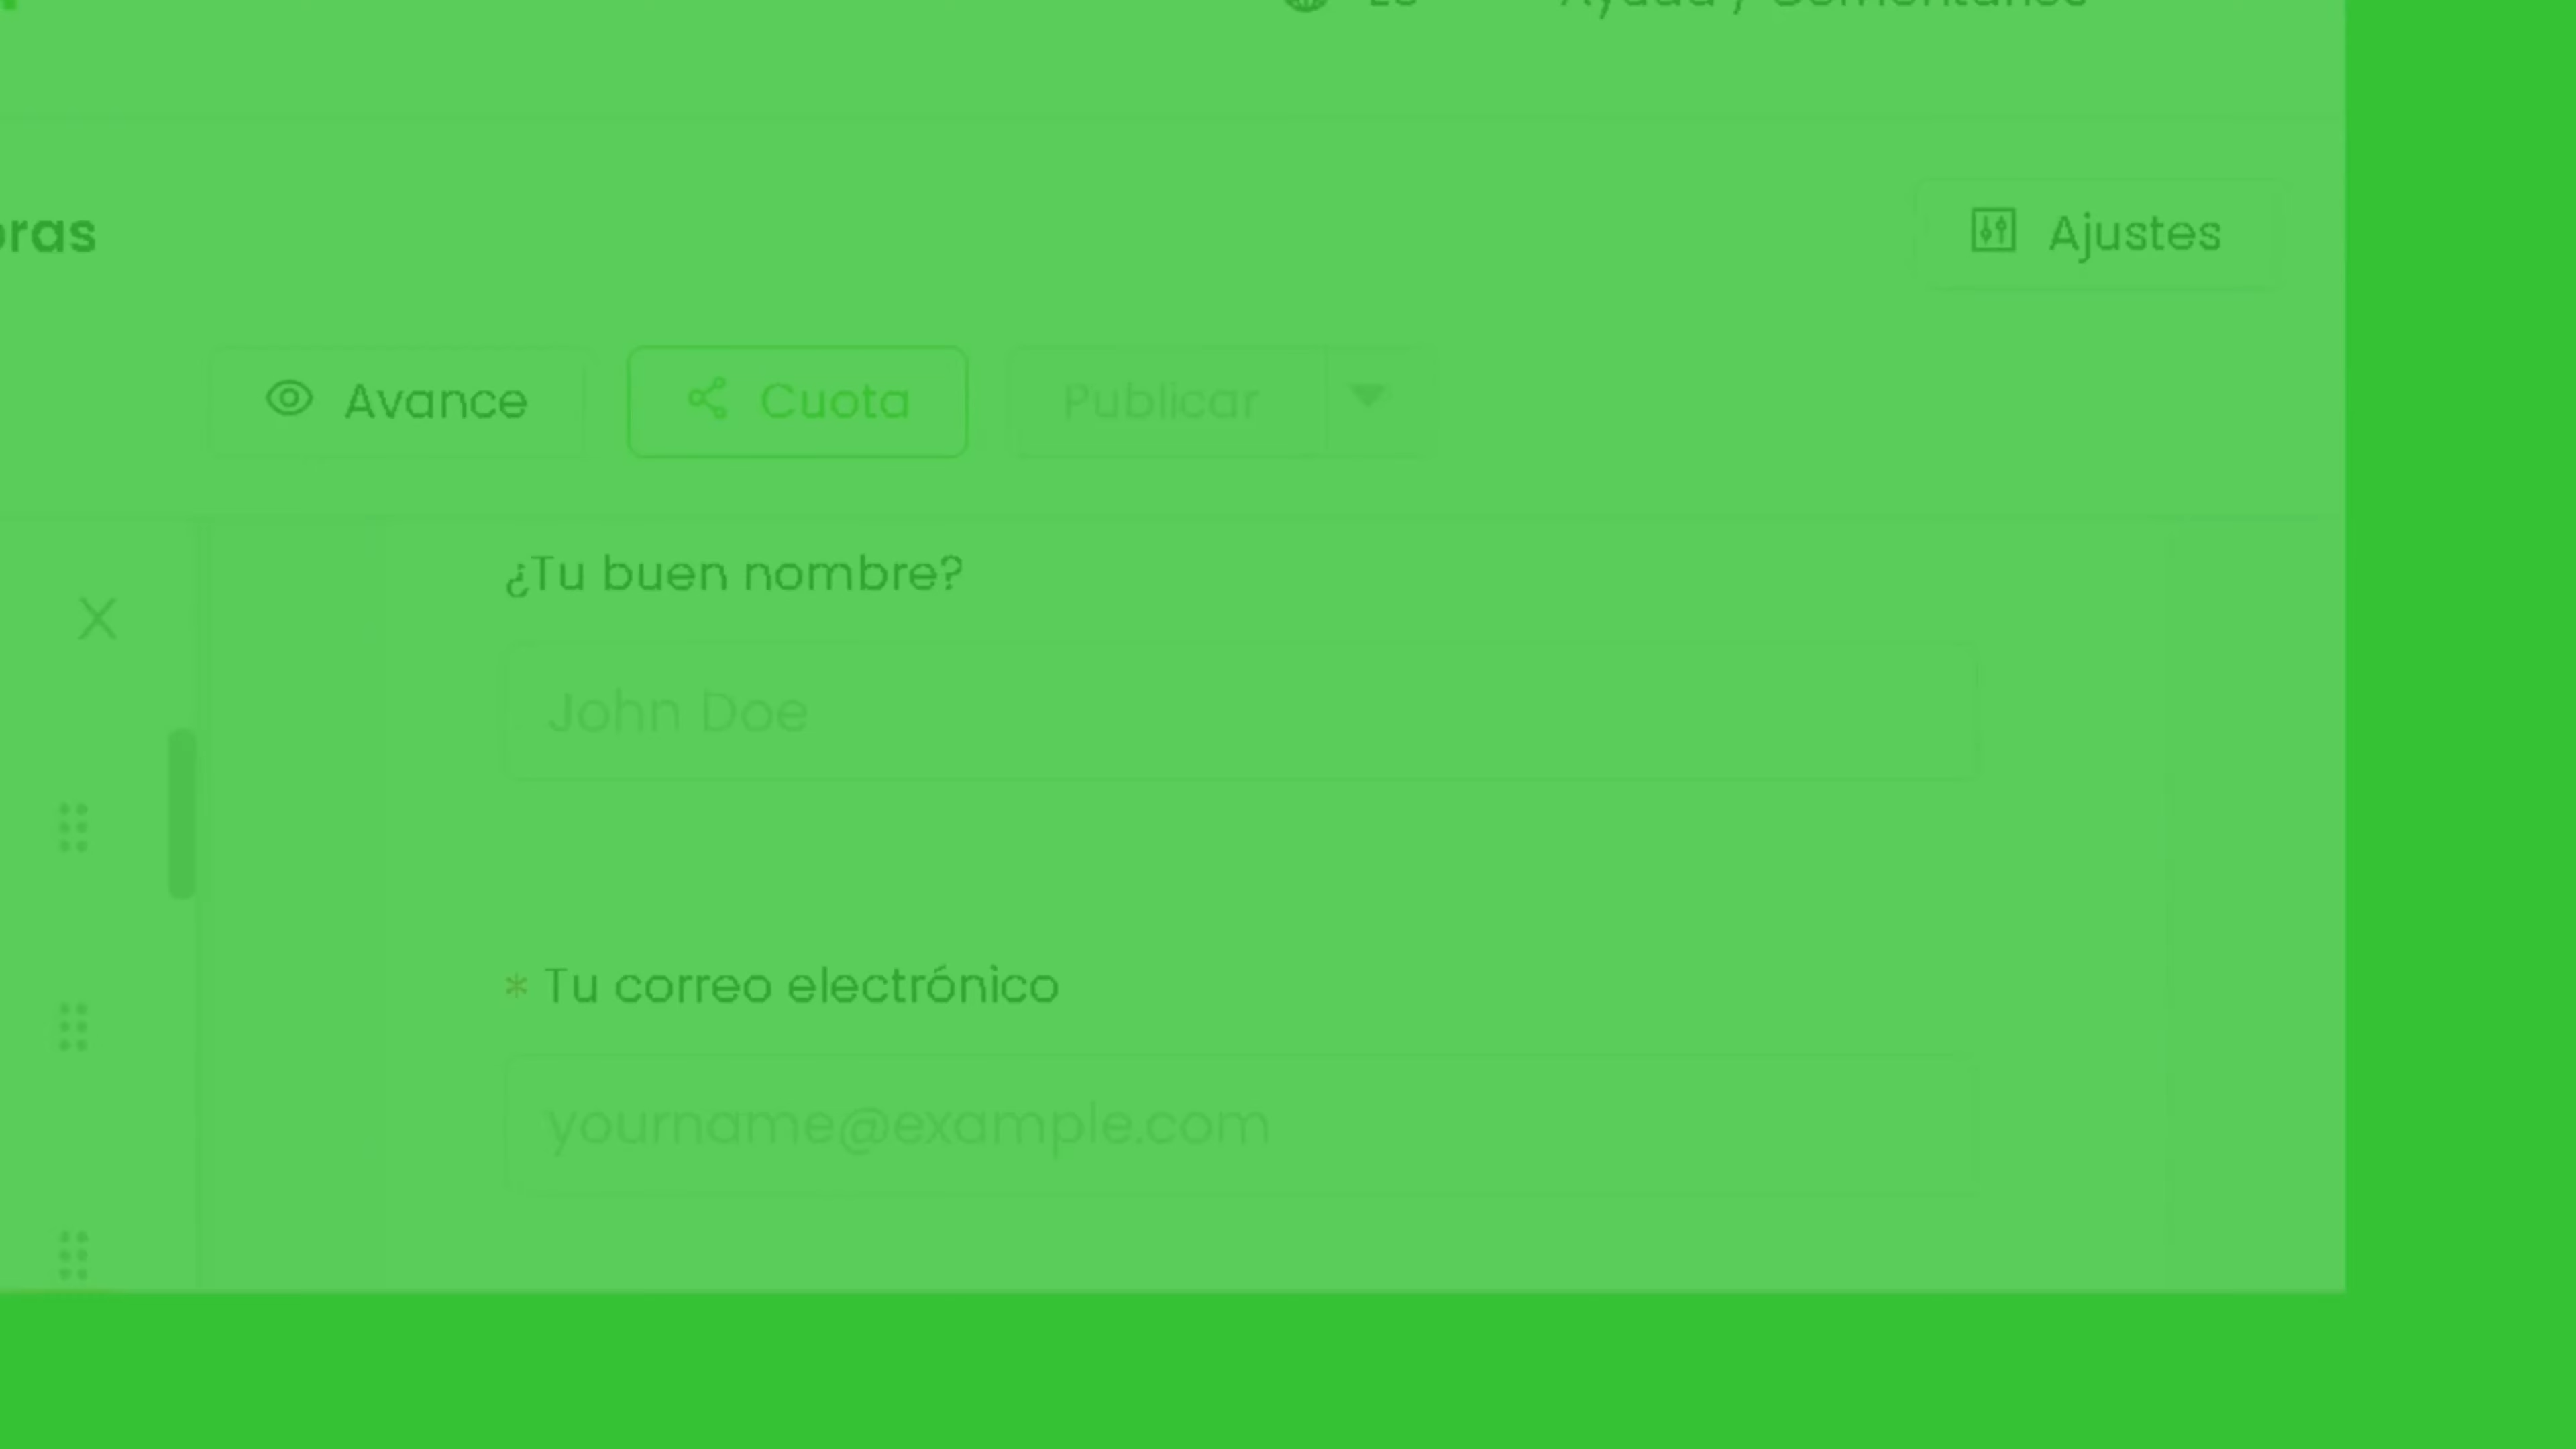 Ajustes
Avance
Cuota
Publicar
¿Tu buen nombre?
John Doe
* Tu correo electrónico
yourname@example.com